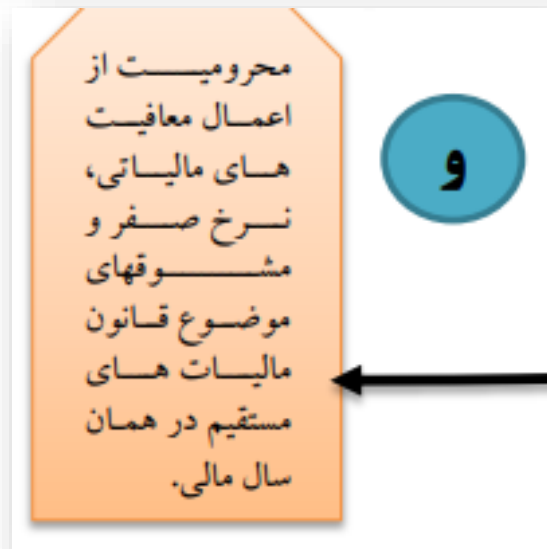 محرومیت از
اعمال معافیت
های مالیاتی،
نرخ صفر و
مشوقهای
موضوع قانون
مالیات های
مستقیم در همان
سال مالی.
و